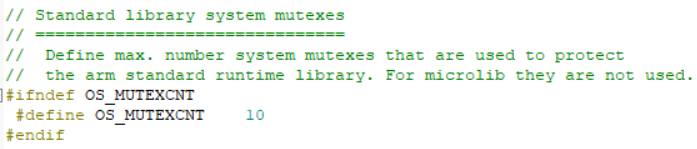 // Standard library system mutexes
// ===============================
//  Define max. number system mutexes that are used to protect
//  the arm standard runtime library. For microlib they are not used.
#ifndef OS_MUTEXCNT
 #define OS_MUTEXCNT    10
#endif